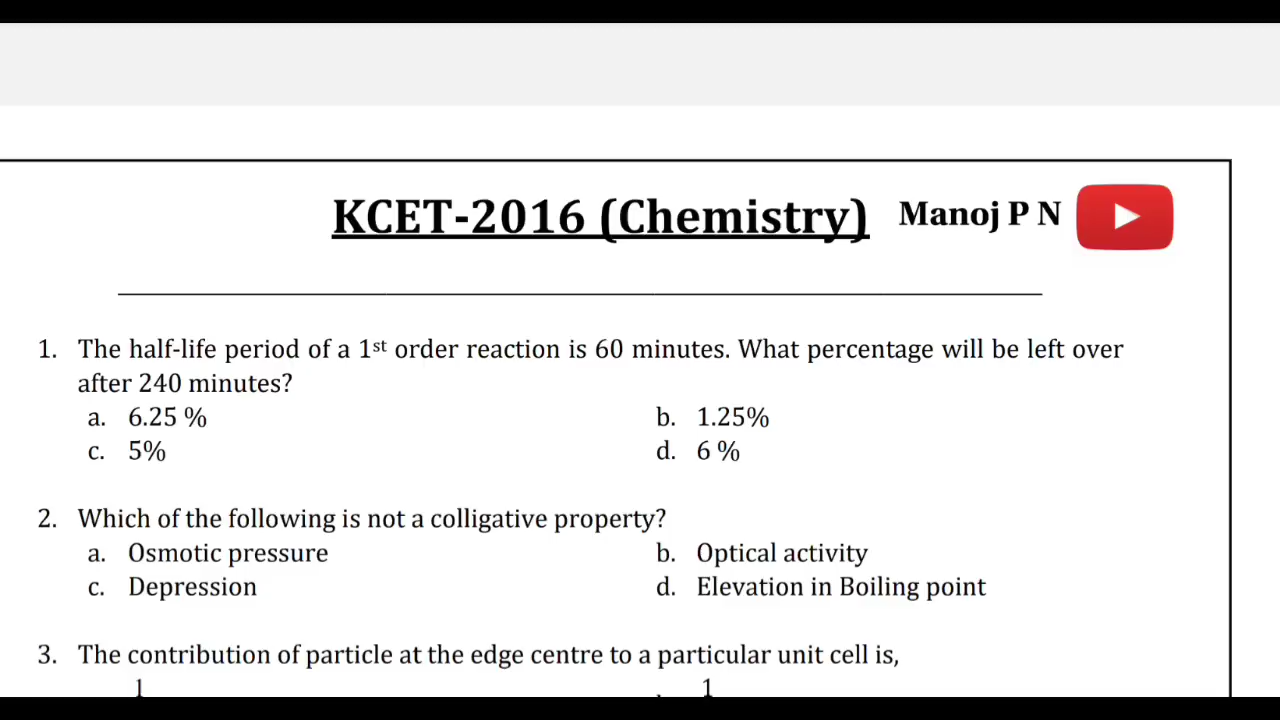 KCET-2016 (Chemistry) Manoj P N
1. The half-life period of a 1st order reaction is 60 minutes. What percentage will be left over
after 240 minutes?
a. 6.25 % b. 1.25%
c. 5% d. 6 %
2. Which of the following is not a colligative property?
a. Osmotic pressure b. Optical activity
c. Depression d. Elevation in Boiling point
3. The contribution of particle at the edge centre to a particular unit cell is,
1 1